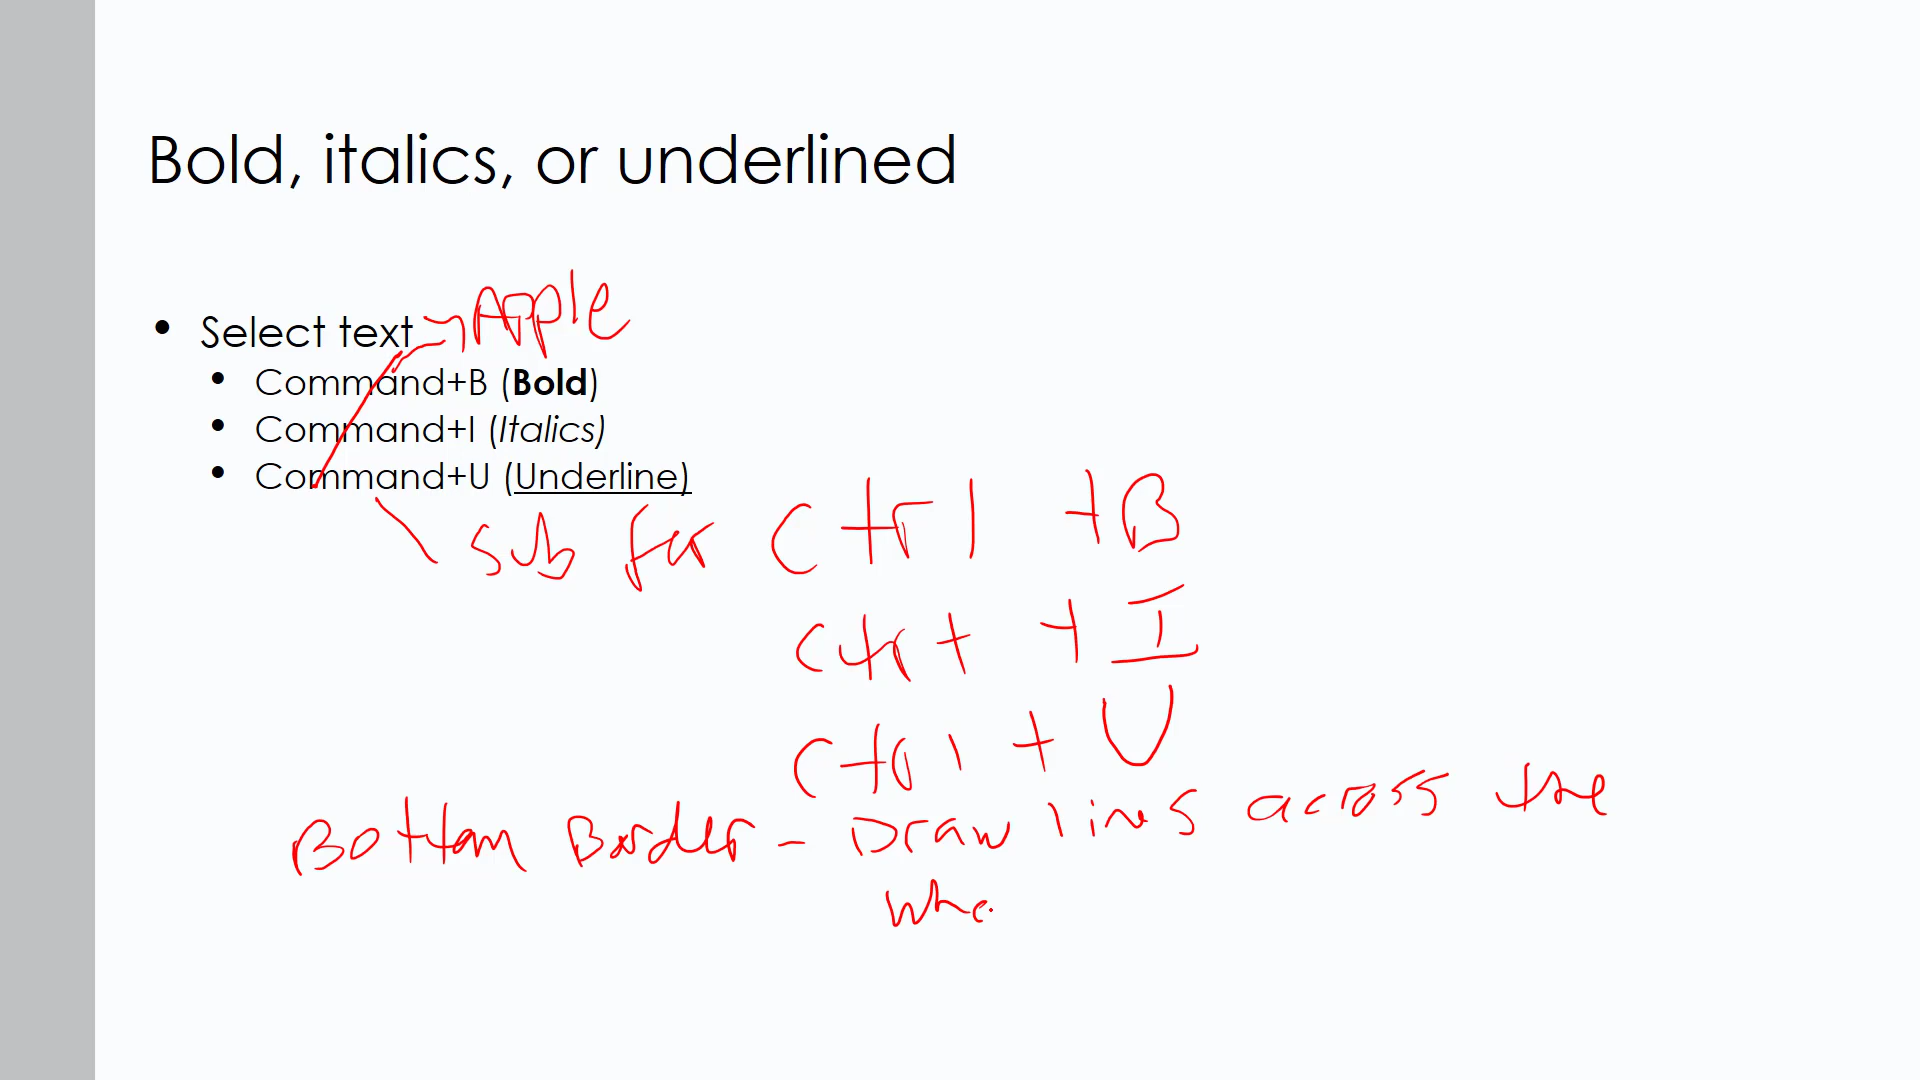 Bold, italics, or underlined
• Select text → Apple
• Command+B (Bold)
• Command+I (Italics)
• Command+U (Underline)
Sub for Ctrl +B
Ctrl + I
Ctrl + U
Bottom Border - Draw lines across the